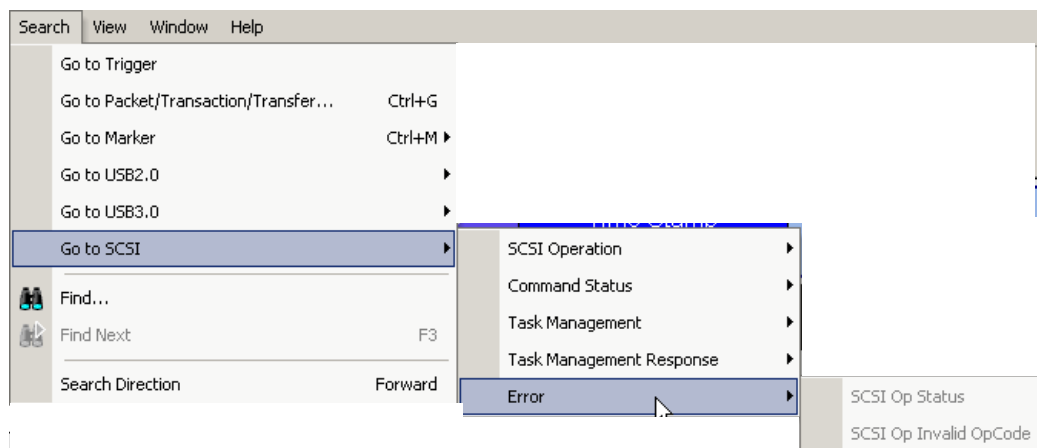 Search View Window Help
Go to Trigger
Go to Packet/Transaction/Transfer... Ctrl+G
Go to Marker Ctrl+M
Go to USB2.0
Go to USB3.0
Go to SCSI
Find...
Find Next F3
Search Direction Forward
SCSI Operation
Command Status
Task Management
Task Management Response
Error
SCSI Op Status
SCSI Op Invalid OpCode